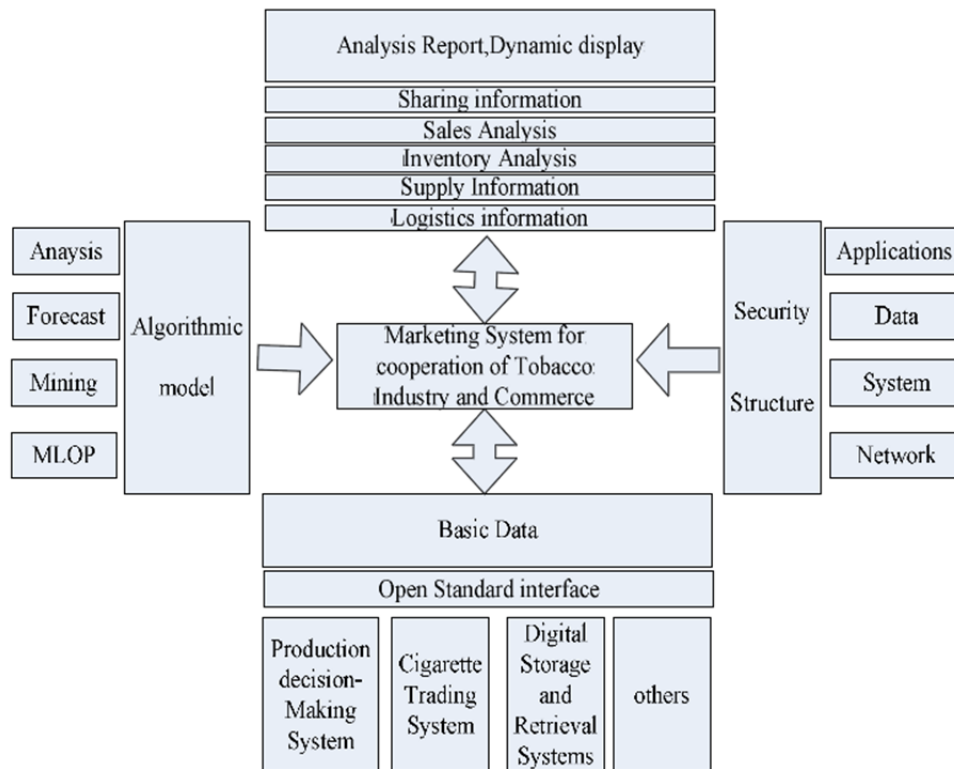 Analysis Report,Dynamic display
Sharing information
Sales Analysis
Inventory Analysis
Supply Information
Logistics information
Anaysis
Forecast
Mining
MLOP
Algorithmic
model
Marketing System for
cooperation of Tobacco
Industry and Commerce
Security
Structure
Applications
Data
System
Network
Basic Data
Open Standard interface
Production
decision-
Making
System
Cigarette
Trading
System
Digital
Storage
and
Retrieval
Systems
others